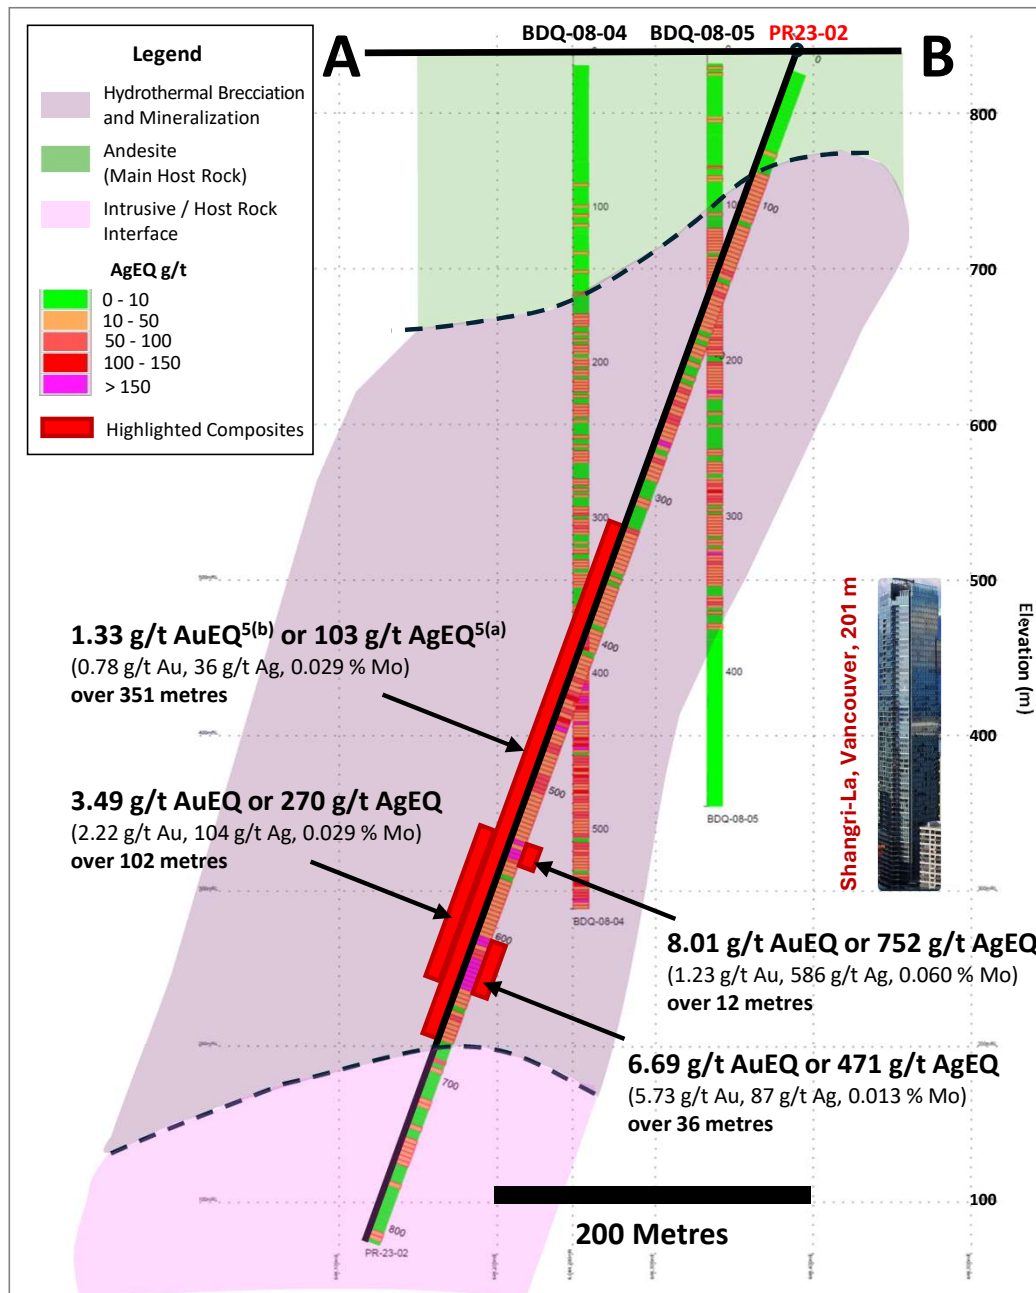 BDQ-08-04 BDQ-08-05 PR23-02
A B
Legend
Hydrothermal Brecciation
and Mineralization
Andesite
(Main Host Rock)
Intrusive / Host Rock
Interface
AgEQ g/t
0 - 10
10 - 50
50 - 100
100 - 150
> 150
Highlighted Composites
0
100
200
300
400
500
BDQ-08-04
100
200
300
400
BDQ-08-05
0
100
300
400
500
600
700
800
PR-23-02
800
700
600
500
400
100
Elevation (m)
Shangri-La, Vancouver, 201 m
1.33 g/t AuEQ5(b) or 103 g/t AgEQ5(a)
(0.78 g/t Au, 36 g/t Ag, 0.029 % Mo)
over 351 metres
3.49 g/t AuEQ or 270 g/t AgEQ
(2.22 g/t Au, 104 g/t Ag, 0.029 % Mo)
over 102 metres
8.01 g/t AuEQ or 752 g/t AgEQ
(1.23 g/t Au, 586 g/t Ag, 0.060 % Mo)
over 12 metres
6.69 g/t AuEQ or 471 g/t AgEQ
(5.73 g/t Au, 87 g/t Ag, 0.013 % Mo)
over 36 metres
200 Metres